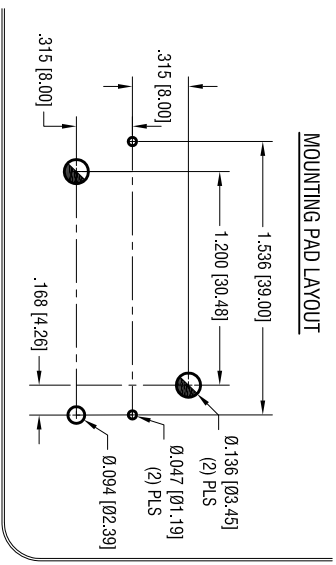 MOUNTING PAD LAYOUT
1.536 [39.00]
1.200 [30.48]
.315 [8.00]
.315 [8.00]
.168 [4.26]
Ø.136 [Ø3.45]
(2) PLS
Ø.047 [Ø1.19]
(2) PLS
Ø.094 [Ø2.39]